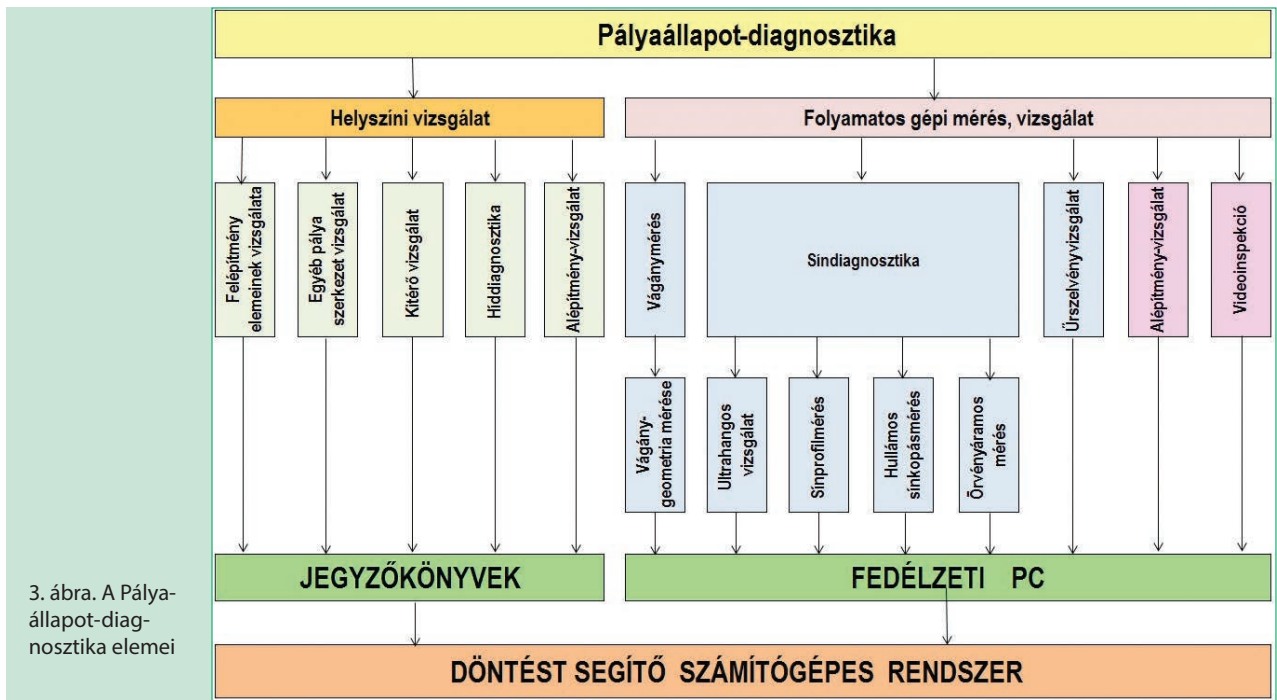 Pályaállapot-diagnosztika
Helyszíni vizsgálat
Folyamatos gépi mérés, vizsgálat
Felépítmény
elemeinek vizsgálata
Egyéb pálya
szerkezet vizsgálat
Kitérő vizsgálat
Hiddiagnosztika
Alépítmény-vizsgálat
Vágánymérés
Sindiagnosztika
Űrszelvényvizsgálat
Alépítmény-vizsgálat
Videoinspekció
Vágány-
geometria mérése
Ultrahangos
vizsgálat
Sínprofilmérés
Hullámos
sínkopásmérés
Örvényáramos
mérés
JEGYZŐKÖNYVEK
FEDÉLZETI PC
DÖNTÉST SEGÍTŐ SZÁMÍTÓGÉPES RENDSZER
3. ábra. A Pálya-
állapot-diag-
nosztika elemei